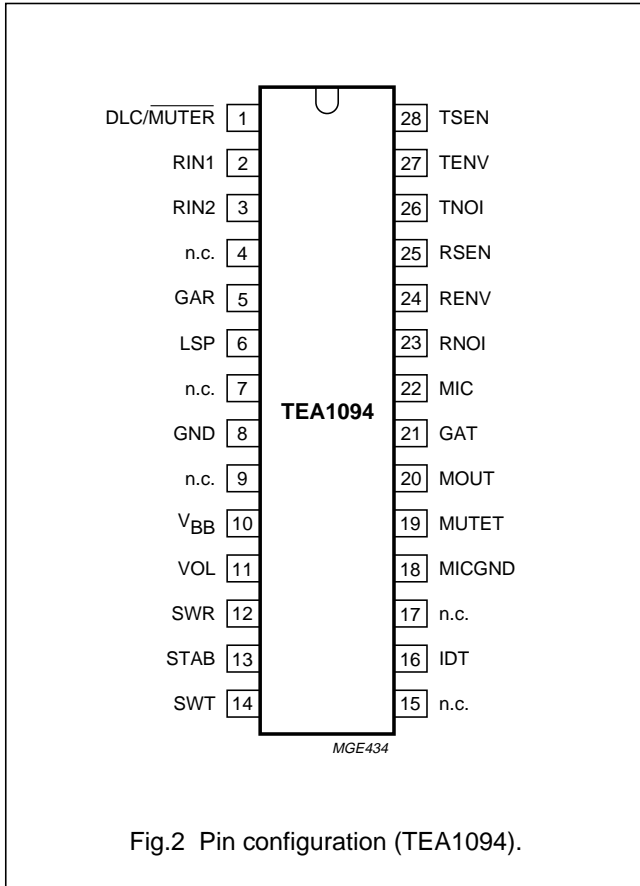 DLC/MUTER 1 28 TSEN
RIN1 2 27 TENV
RIN2 3 26 TNOI
n.c. 4 25 RSEN
GAR 5 24 RENV
LSP 6 23 RNOI
n.c. 7 22 MIC
TEA1094
GND 8 21 GAT
n.c. 9 20 MOUT
VBB 10 19 MUTET
VOL 11 18 MICGND
SWR 12 17 n.c.
STAB 13 16 IDT
SWT 14 15 n.c.
MGE434
Fig.2 Pin configuration (TEA1094).